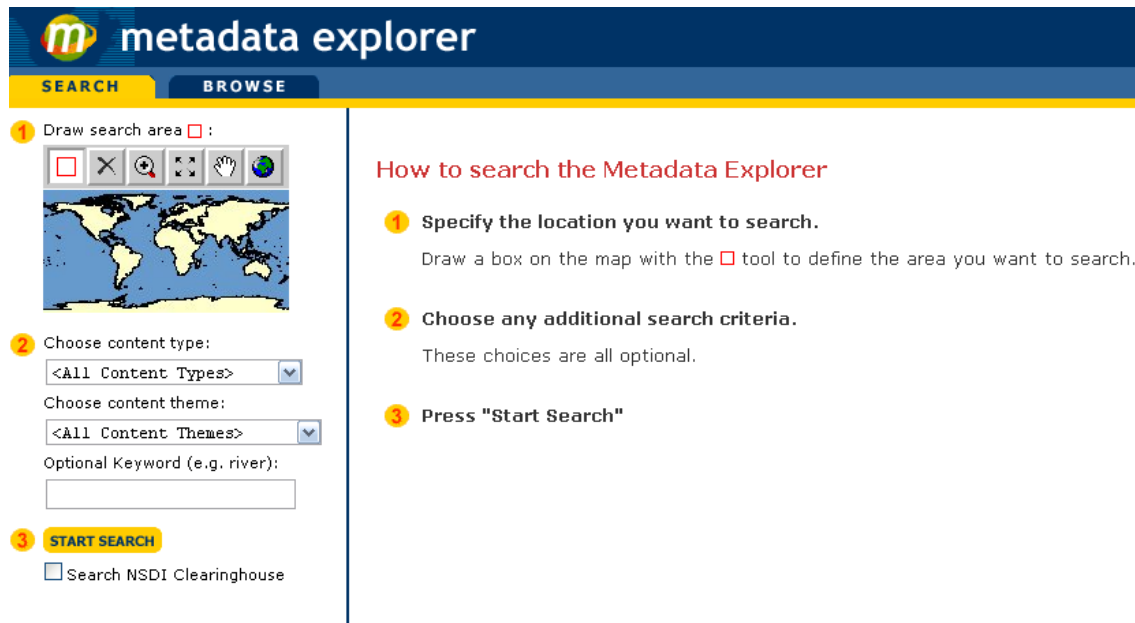 m metadata explorer
SEARCH BROWSE
1 Draw search area :
2 Choose content type:
<All Content Types>
Choose content theme:
<All Content Themes>
Optional Keyword (e.g. river):
3 START SEARCH
Search NSDI Clearinghouse
How to search the Metadata Explorer
1 Specify the location you want to search.
Draw a box on the map with the tool to define the area you want to search.
2 Choose any additional search criteria.
These choices are all optional.
3 Press "Start Search"